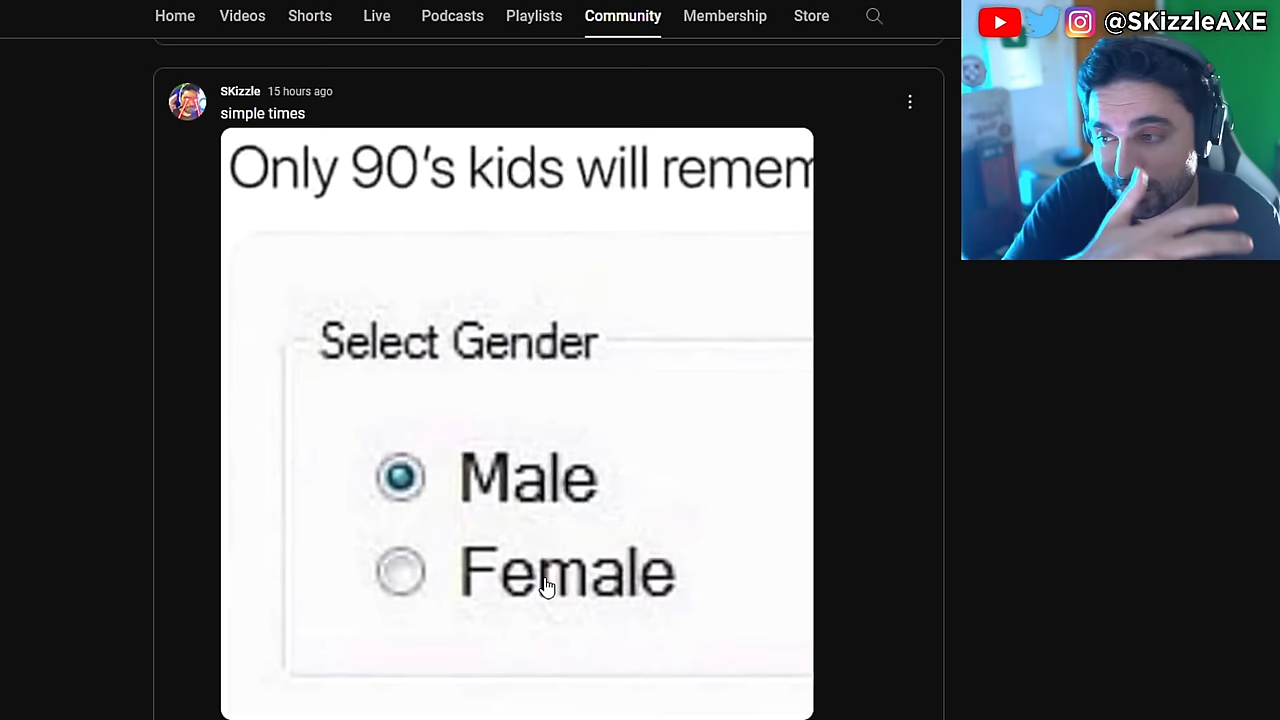 Home Videos Shorts Live Podcasts Playlists Community Membership Store
@SKizzleAXE
SKizzle 15 hours ago
simple times
Only 90's kids will remem
Select Gender
Male
Female